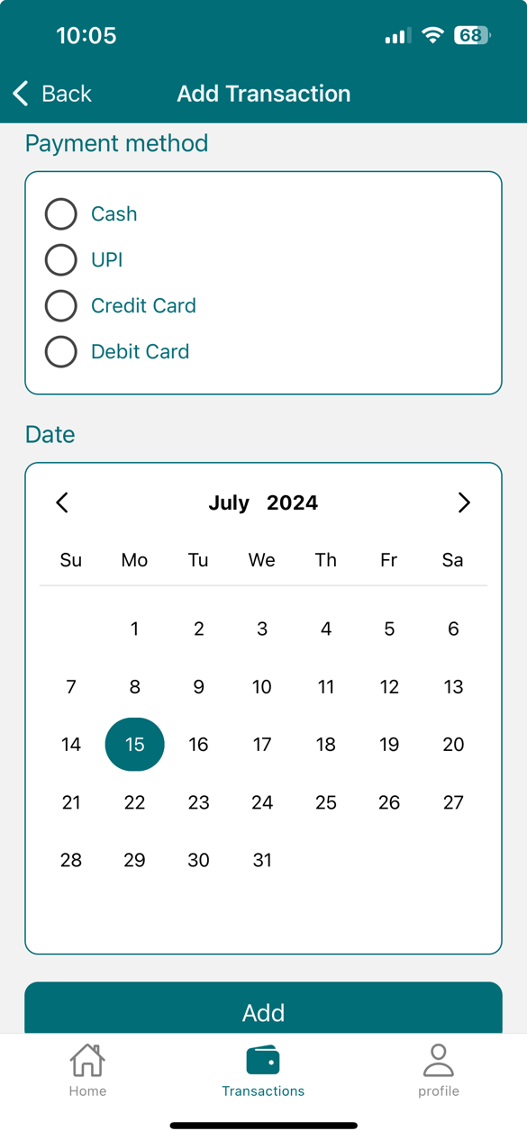 10:05 68
Back Add Transaction
Payment method
Cash
UPI
Credit Card
Debit Card
Date
July 2024
Su Mo Tu We Th Fr Sa
1 2 3 4 5 6
7 8 9 10 11 12 13
14 15 16 17 18 19 20
21 22 23 24 25 26 27
28 29 30 31
Add
Home Transactions profile